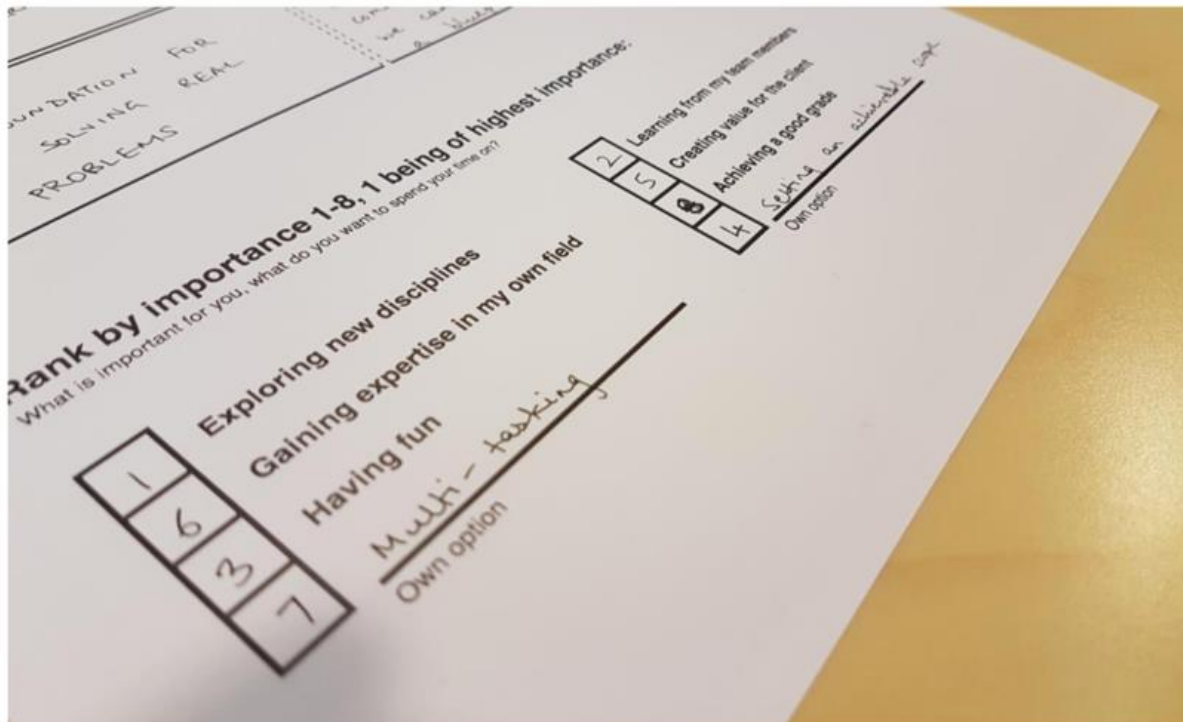 FOR
SOLVING REAL
PROBLEMS
we
Rank by importance 1-8, 1 being of highest importance:
What is important for you, what do you want to spend your time on?
1 Exploring new disciplines
6 Gaining expertise in my own field
3 Having fun
7 Multi-tasking
Own option
2 Learning from my team members
5 Creating value for the client
8 Achieving a good grade
4 Setting an achievable
Own option